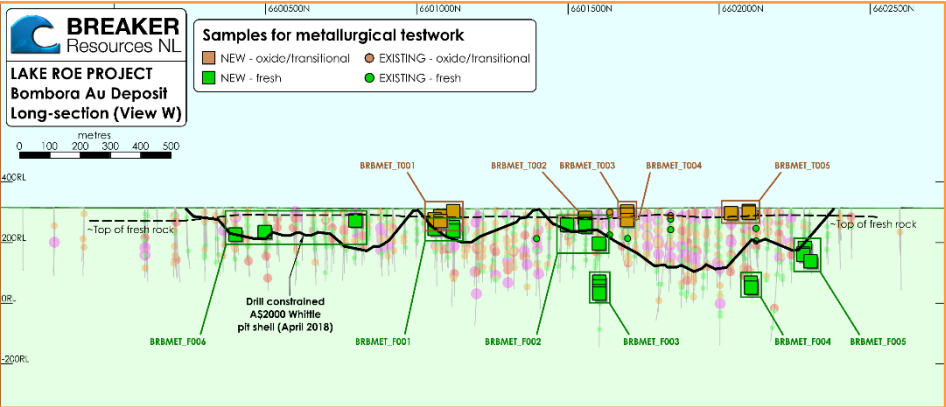 6600500N 6601000N 6601500N 6602000N 6602500N
BREAKER
Resources NL
LAKE ROE PROJECT
Bombora Au Deposit
Long-section (View W)
metres
0 100 200 300 400 500
Samples for metallurgical testwork
NEW - oxide/transitional EXISTING - oxide/transitional
NEW - fresh EXISTING - fresh
BRBMET_T001 BRBMET_T002 BRBMET_T003 BRBMET_T004 BRBMET_T005
400RL
~Top of fresh rock ~Top of fresh rock
200RL
0RL
Drill constrained
A$2000 Whittle
pit shell (April 2018)
BRBMET_F006 BRBMET_F001 BRBMET_F002 BRBMET_F003 BRBMET_F004 BRBMET_F005
-200RL